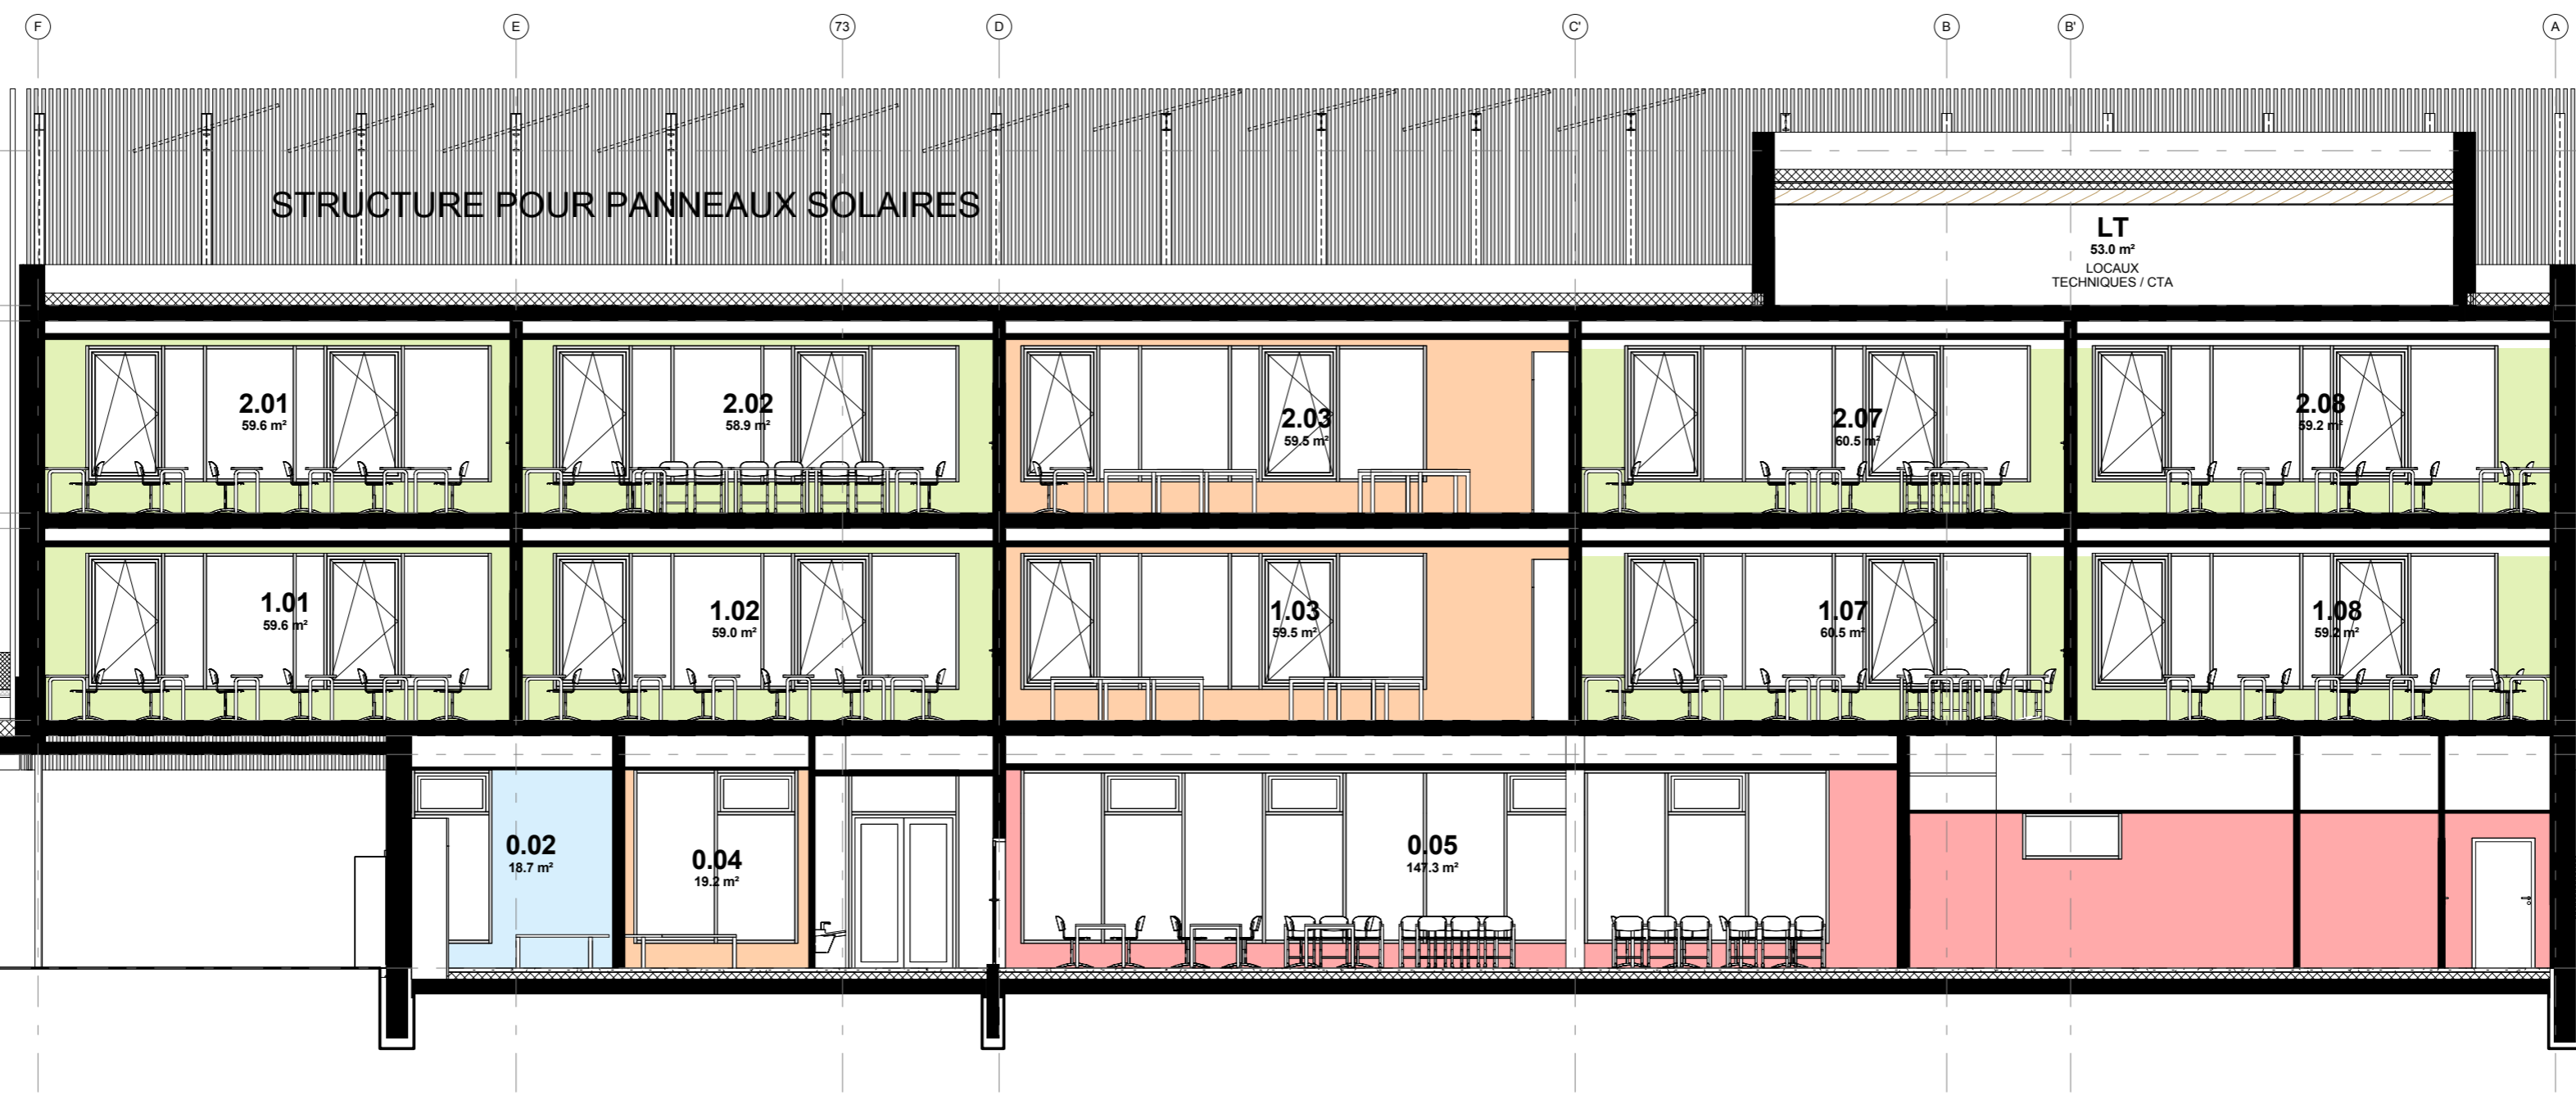 F
E
73
D
C'
B
B'
A
STRUCTURE POUR PANNEAUX SOLAIRES
LT
53.0 m²
LOCAUX
TECHNIQUES / CTA
2.01
59.6 m²
2.02
58.9 m²
2.03
59.5 m²
2.07
60.5 m²
2.08
59.2 m²
1.01
59.6 m²
1.02
59.0 m²
1.03
59.5 m²
1.07
60.5 m²
1.08
59.2 m²
0.02
18.7 m²
0.04
19.2 m²
0.05
147.3 m²